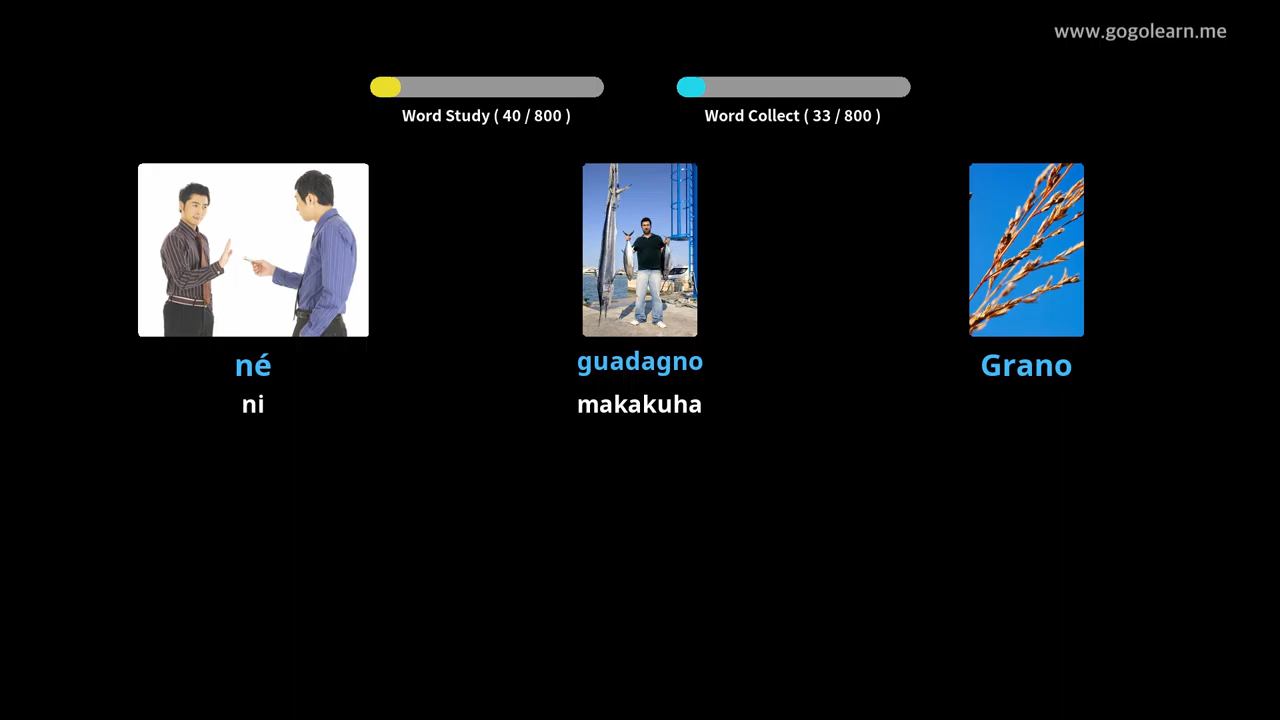 www.gogolearn.me
Word Study ( 40 / 800 )
Word Collect ( 33 / 800 )
né
guadagno
Grano
ni
makakuha